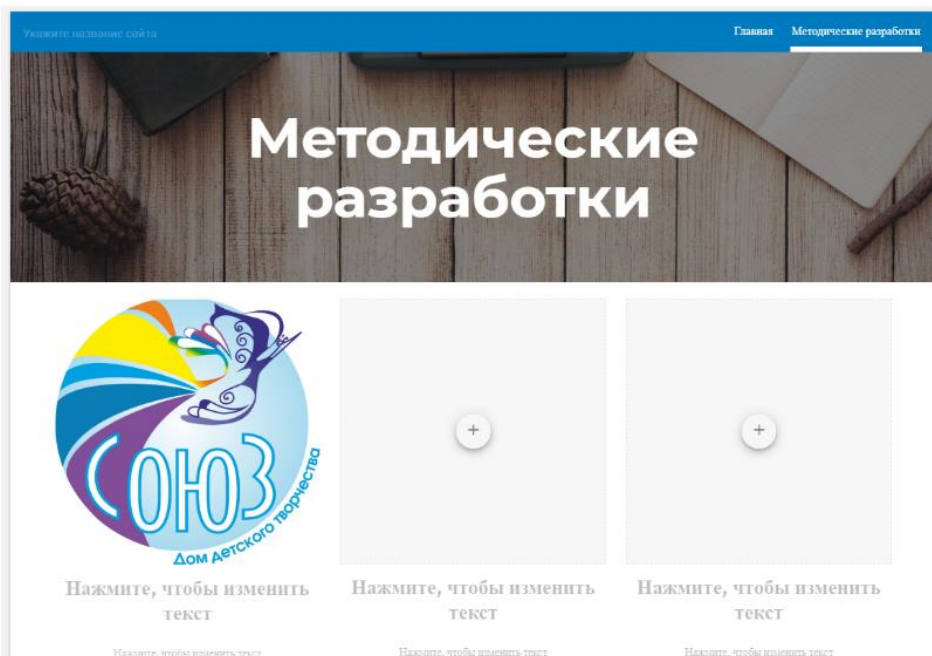 Укажите название сайта
Главная Методические разработки
Методические
разработки
СОЮЗ
Дом детского творчества
Нажмите, чтобы изменить
текст
Нажмите, чтобы изменить
текст
Нажмите, чтобы изменить
текст
Нажмите, чтобы изменить текст
Нажмите, чтобы изменить текст
Нажмите, чтобы изменить текст